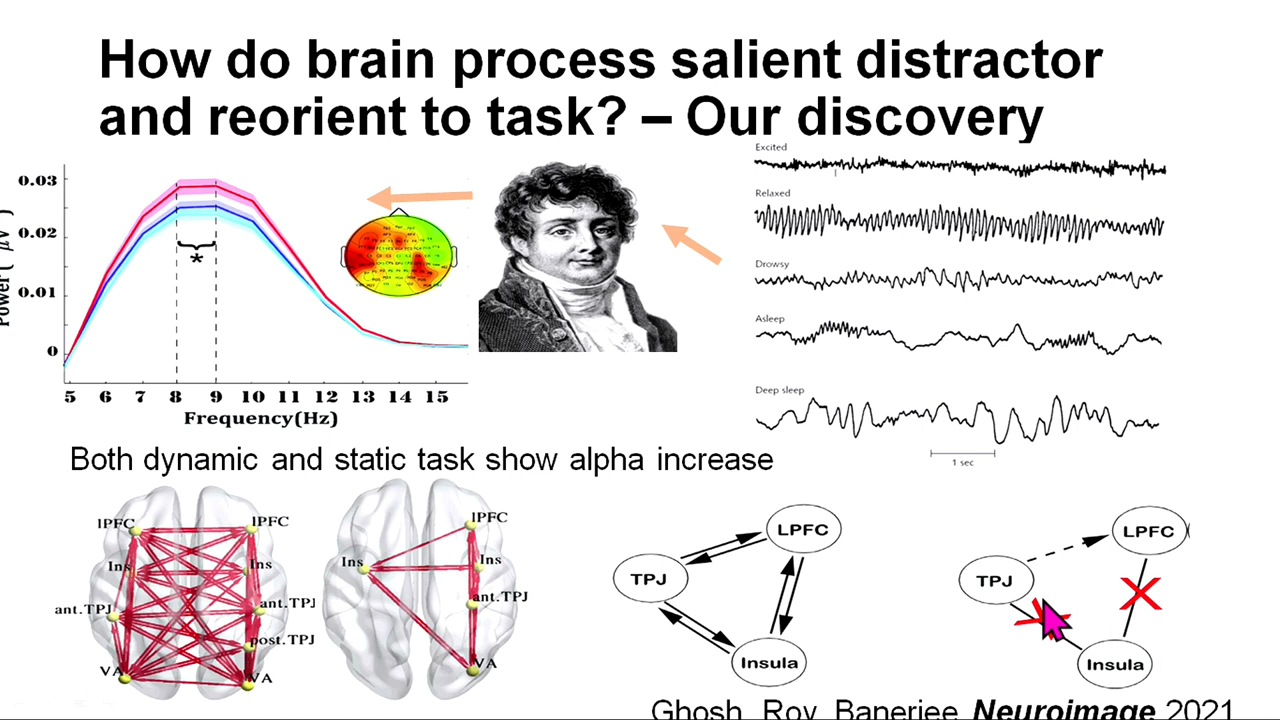 How do brain process salient distractor
and reorient to task? – Our discovery
Excited
Relaxed
Drowsy
Asleep
Deep sleep
1 sec
Power( μV )
0.03
0.02
0.01
0
*
5 6 7 8 9 10 11 12 13 14 15
Frequency(Hz)
Both dynamic and static task show alpha increase
lPFC lPFC
Ins Ins
ant.TPJ ant.TPJ
post.TPJ
VA VA
lPFC
Ins Ins
ant.TPJ
VA
LPFC
TPJ
Insula
LPFC
TPJ
Insula
Ghosh, Roy, Banerjee Neuroimage 2021